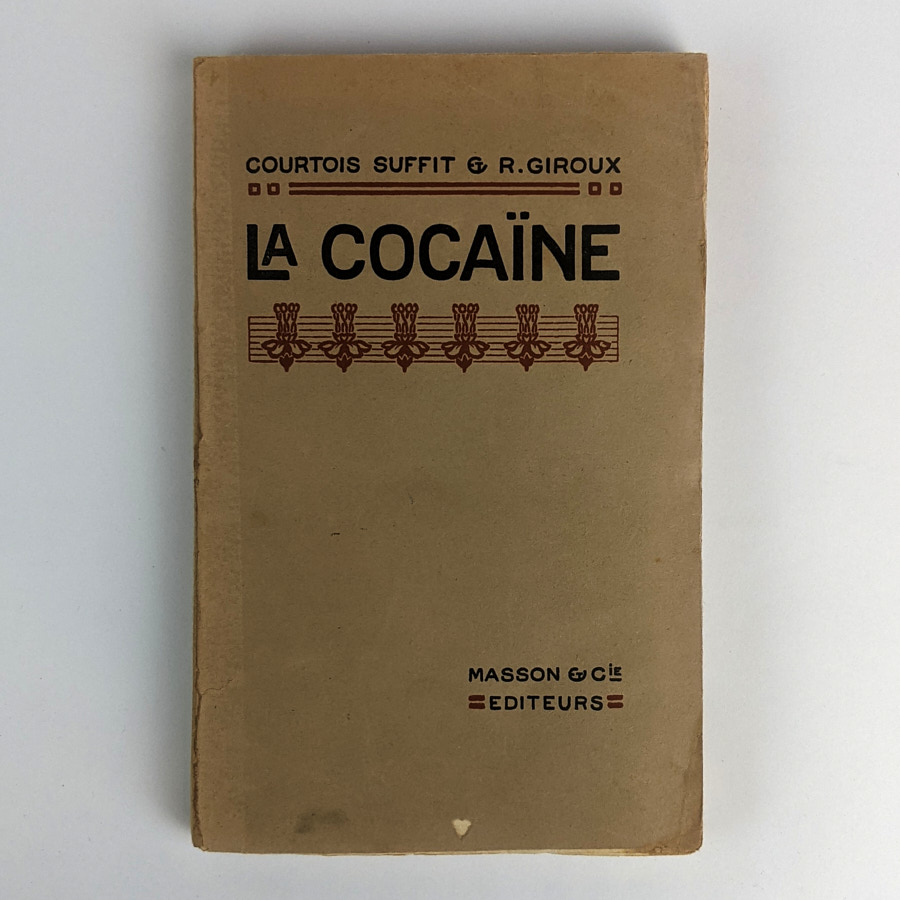 COURTOIS SUFFIT & R. GIROUX
LA COCAÏNE
MASSON & CIE
EDITEURS